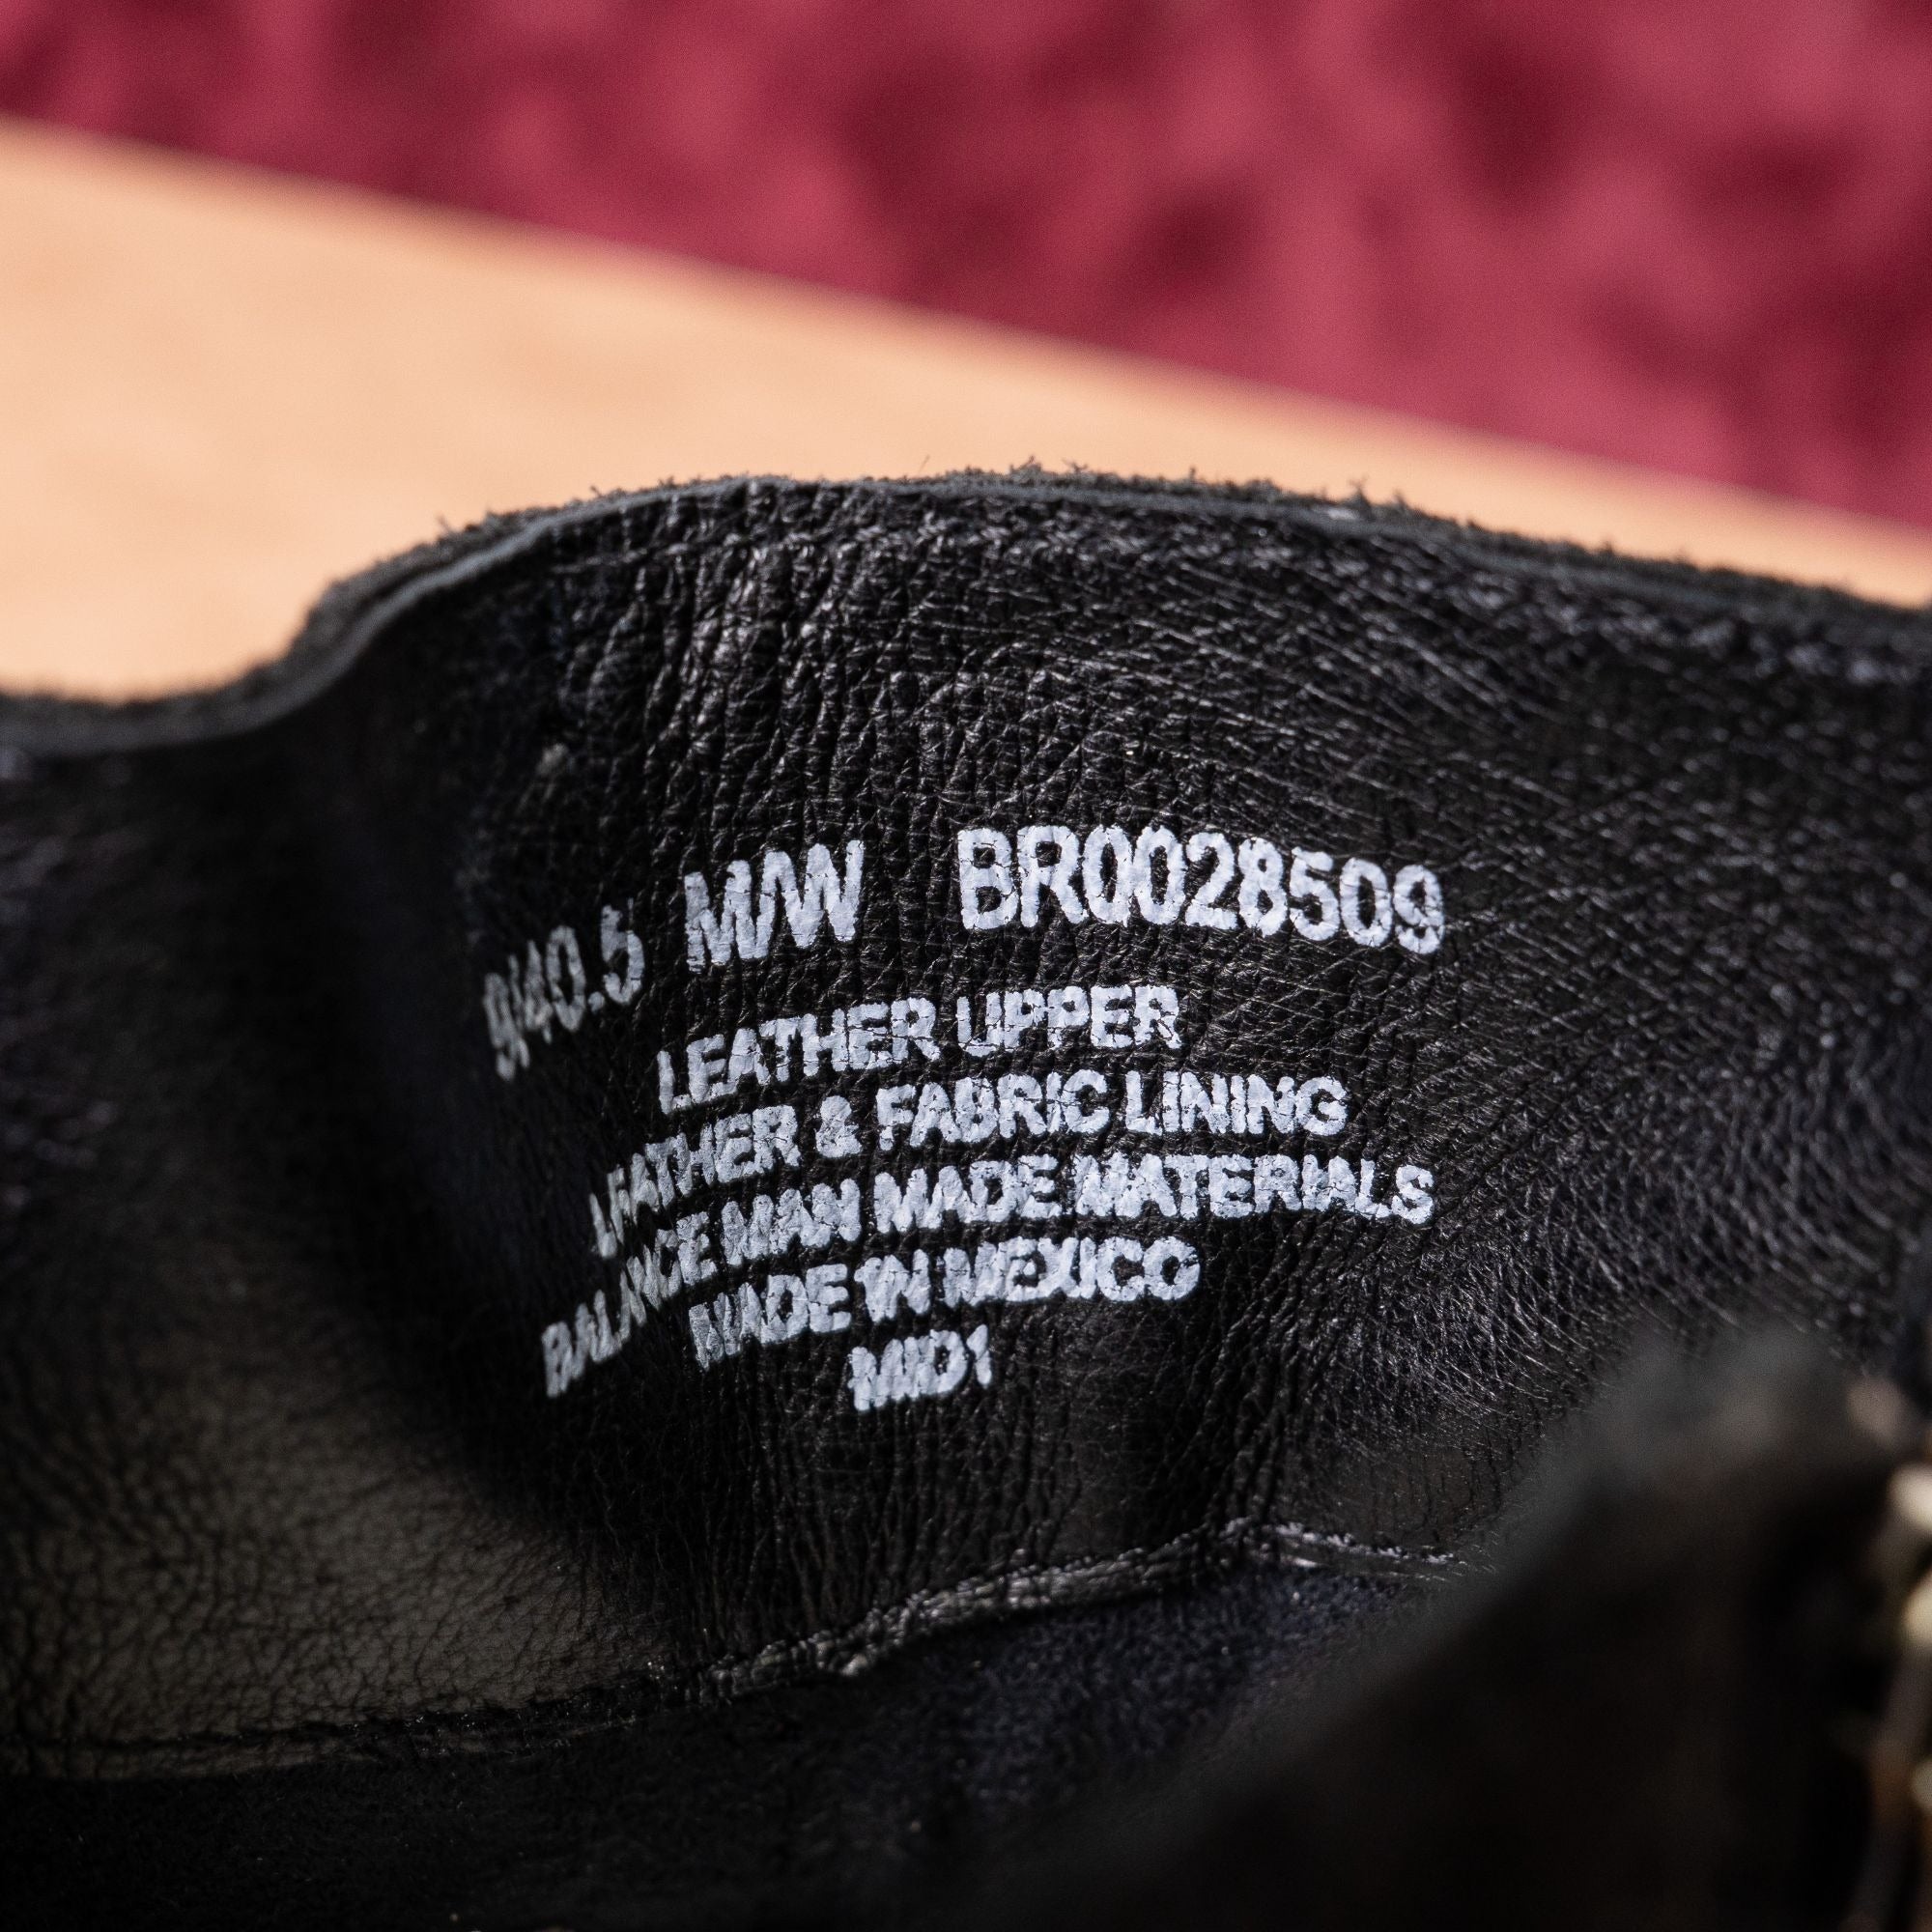 9/40.5 M/W BR0028509
LEATHER UPPER
LEATHER & FABRIC LINING
BALANCE MAN MADE MATERIALS
MADE IN MEXICO
MID1